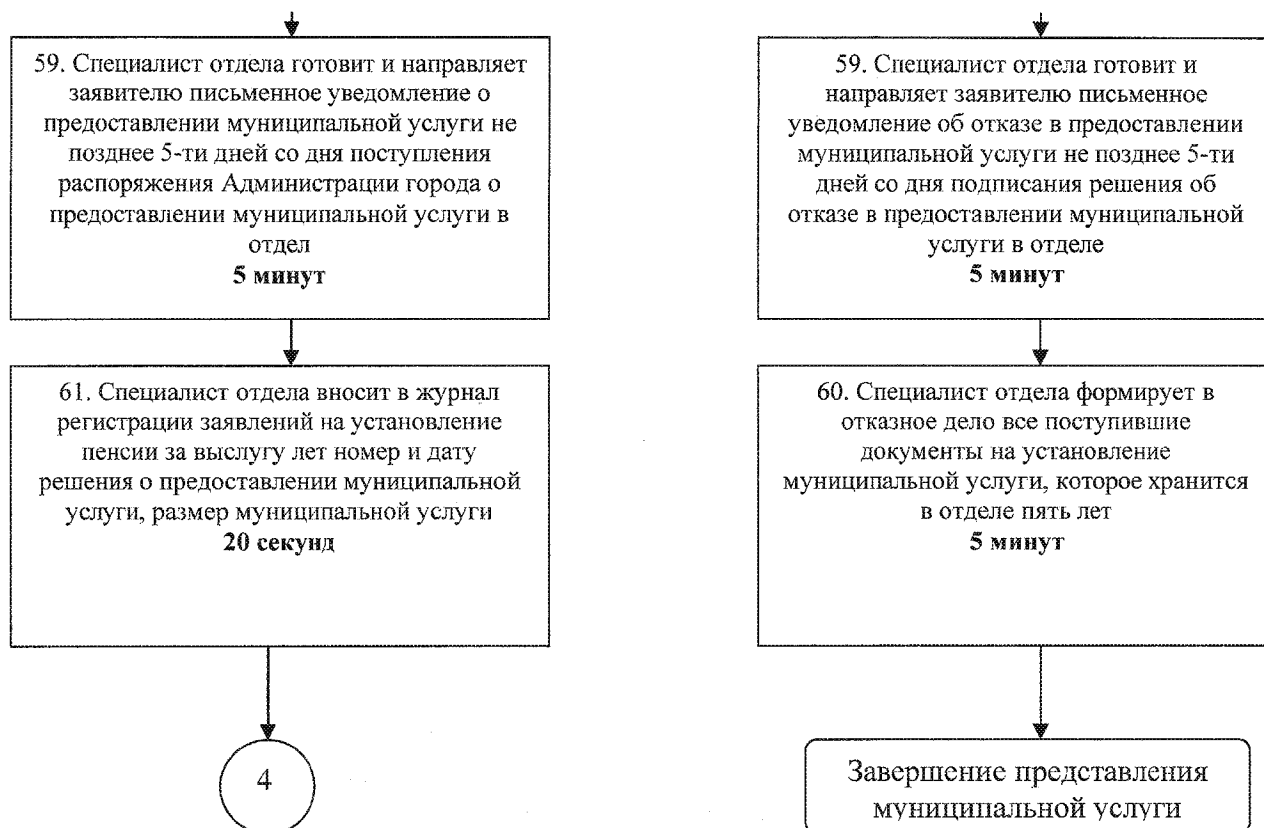 59. Специалист отдела готовит и направляет
заявителю письменное уведомление о
предоставлении муниципальной услуги не
позднее 5-ти дней со дня поступления
распоряжения Администрации города о
предоставлении муниципальной услуги в
отдел
5 минут
61. Специалист отдела вносит в журнал
регистрации заявлений на установление
пенсии за выслугу лет номер и дату
решения о предоставлении муниципальной
услуги, размер муниципальной услуги
20 секунд
4
59. Специалист отдела готовит и
направляет заявителю письменное
уведомление об отказе в предоставлении
муниципальной услуги не позднее 5-ти
дней со дня подписания решения об
отказе в предоставлении муниципальной
услуги в отделе
5 минут
60. Специалист отдела формирует в
отказное дело все поступившие
документы на установление
муниципальной услуги, которое хранится
в отделе пять лет
5 минут
Завершение представления
муниципальной услуги